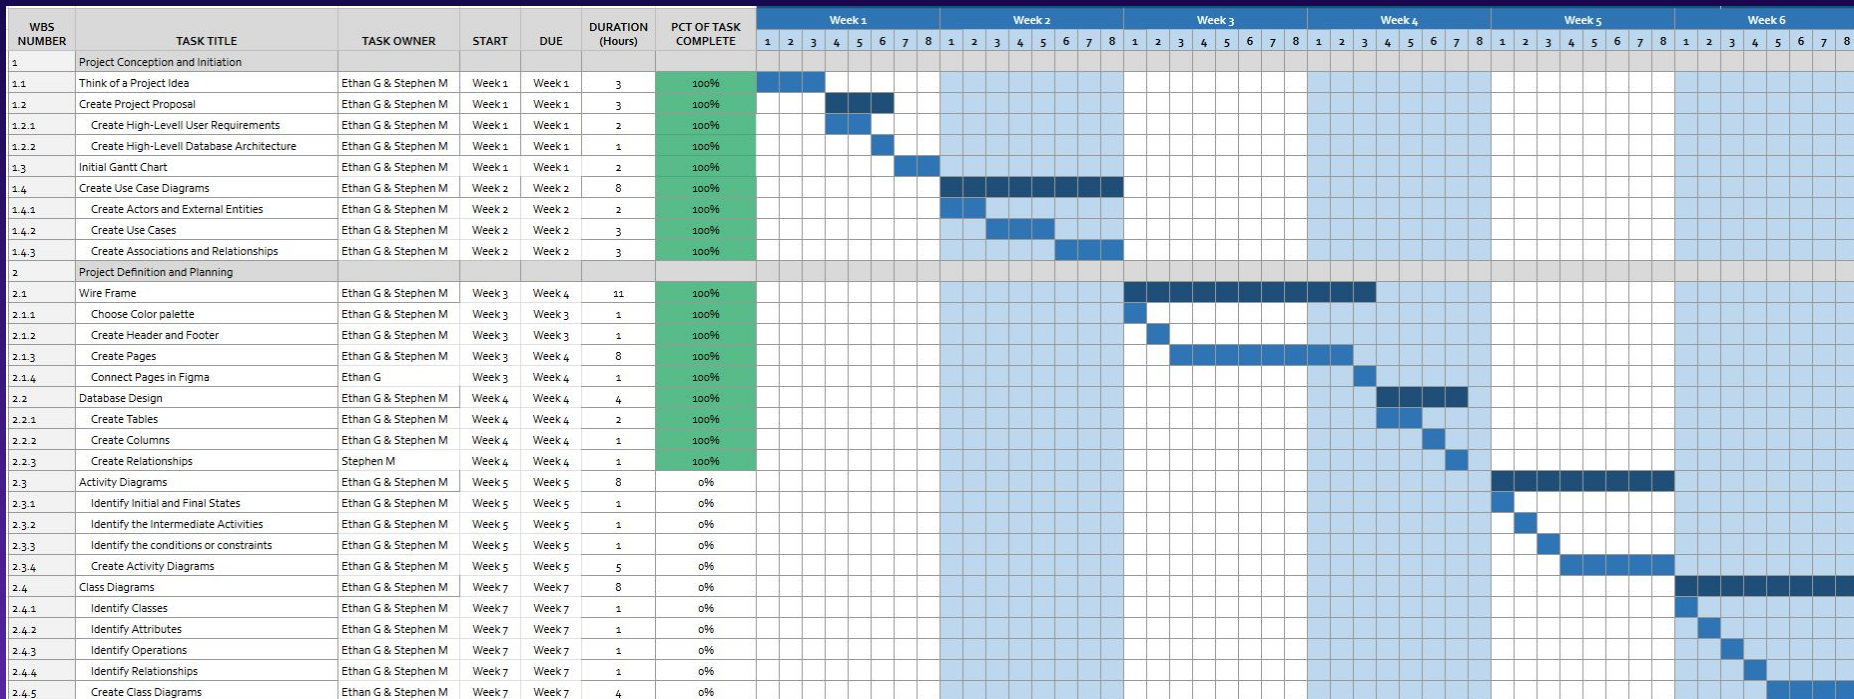 Week 1 Week 2 Week 3 Week 4 Week 5 Week 6
WBS NUMBER TASK TITLE TASK OWNER START DUE DURATION (Hours) PCT OF TASK COMPLETE
1 2 3 4 5 6 7 8 1 2 3 4 5 6 7 8 1 2 3 4 5 6 7 8 1 2 3 4 5 6 7 8 1 2 3 4 5 6 7 8 1 2 3 4 5 6 7 8
1 Project Conception and Initiation
1.1 Think of a Project Idea Ethan G & Stephen M Week 1 Week 1 3 100%
1.2 Create Project Proposal Ethan G & Stephen M Week 1 Week 1 3 100%
1.2.1 Create High-Levell User Requirements Ethan G & Stephen M Week 1 Week 1 2 100%
1.2.2 Create High-Levell Database Architecture Ethan G & Stephen M Week 1 Week 1 1 100%
1.3 Initial Gantt Chart Ethan G & Stephen M Week 1 Week 1 2 100%
1.4 Create Use Case Diagrams Ethan G & Stephen M Week 2 Week 2 8 100%
1.4.1 Create Actors and External Entities Ethan G & Stephen M Week 2 Week 2 2 100%
1.4.2 Create Use Cases Ethan G & Stephen M Week 2 Week 2 3 100%
1.4.3 Create Associations and Relationships Ethan G & Stephen M Week 2 Week 2 3 100%
2 Project Definition and Planning
2.1 Wire Frame Ethan G & Stephen M Week 3 Week 4 11 100%
2.1.1 Choose Color palette Ethan G & Stephen M Week 3 Week 3 1 100%
2.1.2 Create Header and Footer Ethan G & Stephen M Week 3 Week 3 1 100%
2.1.3 Create Pages Ethan G & Stephen M Week 3 Week 4 8 100%
2.1.4 Connect Pages in Figma Ethan G Week 3 Week 4 1 100%
2.2 Database Design Ethan G & Stephen M Week 4 Week 4 4 100%
2.2.1 Create Tables Ethan G & Stephen M Week 4 Week 4 2 100%
2.2.2 Create Columns Ethan G & Stephen M Week 4 Week 4 1 100%
2.2.3 Create Relationships Stephen M Week 4 Week 4 1 100%
2.3 Activity Diagrams Ethan G & Stephen M Week 5 Week 5 8 0%
2.3.1 Identify Initial and Final States Ethan G & Stephen M Week 5 Week 5 1 0%
2.3.2 Identify the Intermediate Activities Ethan G & Stephen M Week 5 Week 5 1 0%
2.3.3 Identify the conditions or constraints Ethan G & Stephen M Week 5 Week 5 1 0%
2.3.4 Create Activity Diagrams Ethan G & Stephen M Week 5 Week 5 5 0%
2.4 Class Diagrams Ethan G & Stephen M Week 7 Week 7 8 0%
2.4.1 Identify Classes Ethan G & Stephen M Week 7 Week 7 1 0%
2.4.2 Identify Attributes Ethan G & Stephen M Week 7 Week 7 1 0%
2.4.3 Identify Operations Ethan G & Stephen M Week 7 Week 7 1 0%
2.4.4 Identify Relationships Ethan G & Stephen M Week 7 Week 7 1 0%
2.4.5 Create Class Diagrams Ethan G & Stephen M Week 7 Week 7 4 0%